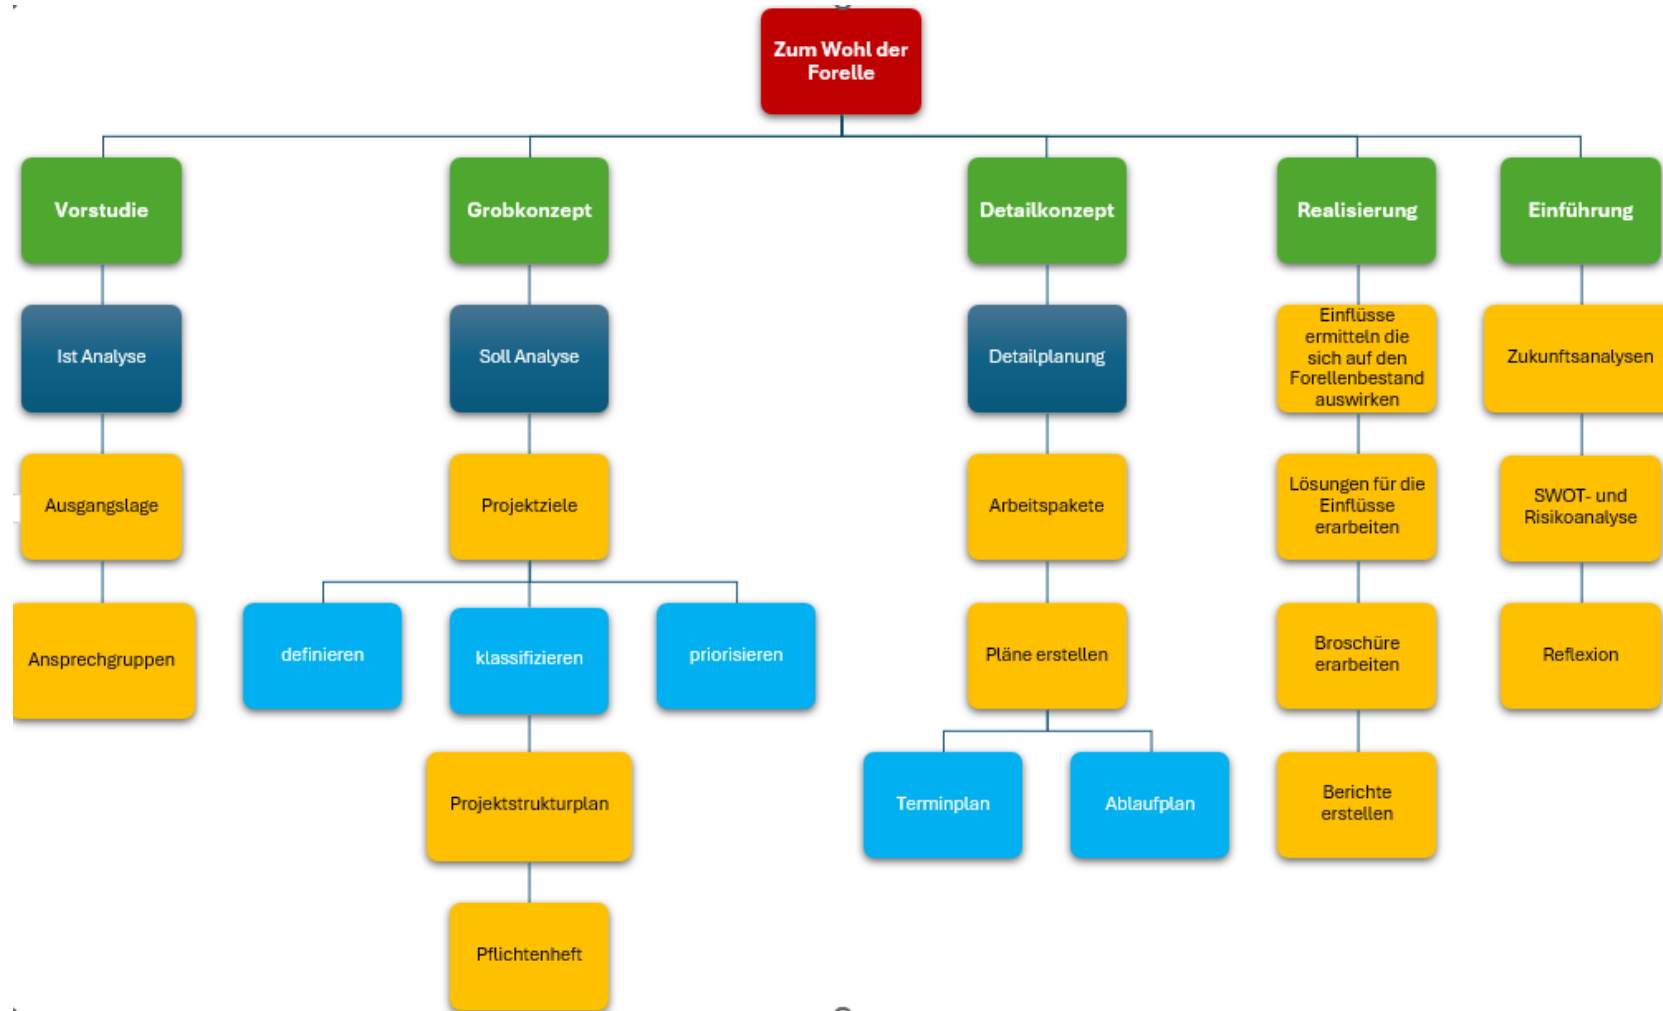 Zum Wohl der
Forelle
Vorstudie
Grobkonzept
Detailkonzept
Realisierung
Einführung
Ist Analyse
Soll Analyse
Detailplanung
Einflüsse
ermitteln die
sich auf den
Forellenbestand
auswirken
Zukunftsanalysen
Ausgangslage
Projektziele
Arbeitspakete
Lösungen für die
Einflüsse
erarbeiten
SWOT- und
Risikoanalyse
Ansprechgruppen
definieren
klassifizieren
priorisieren
Pläne erstellen
Broschüre
erarbeiten
Reflexion
Projektstrukturplan
Terminplan
Ablaufplan
Berichte
erstellen
Pflichtenheft